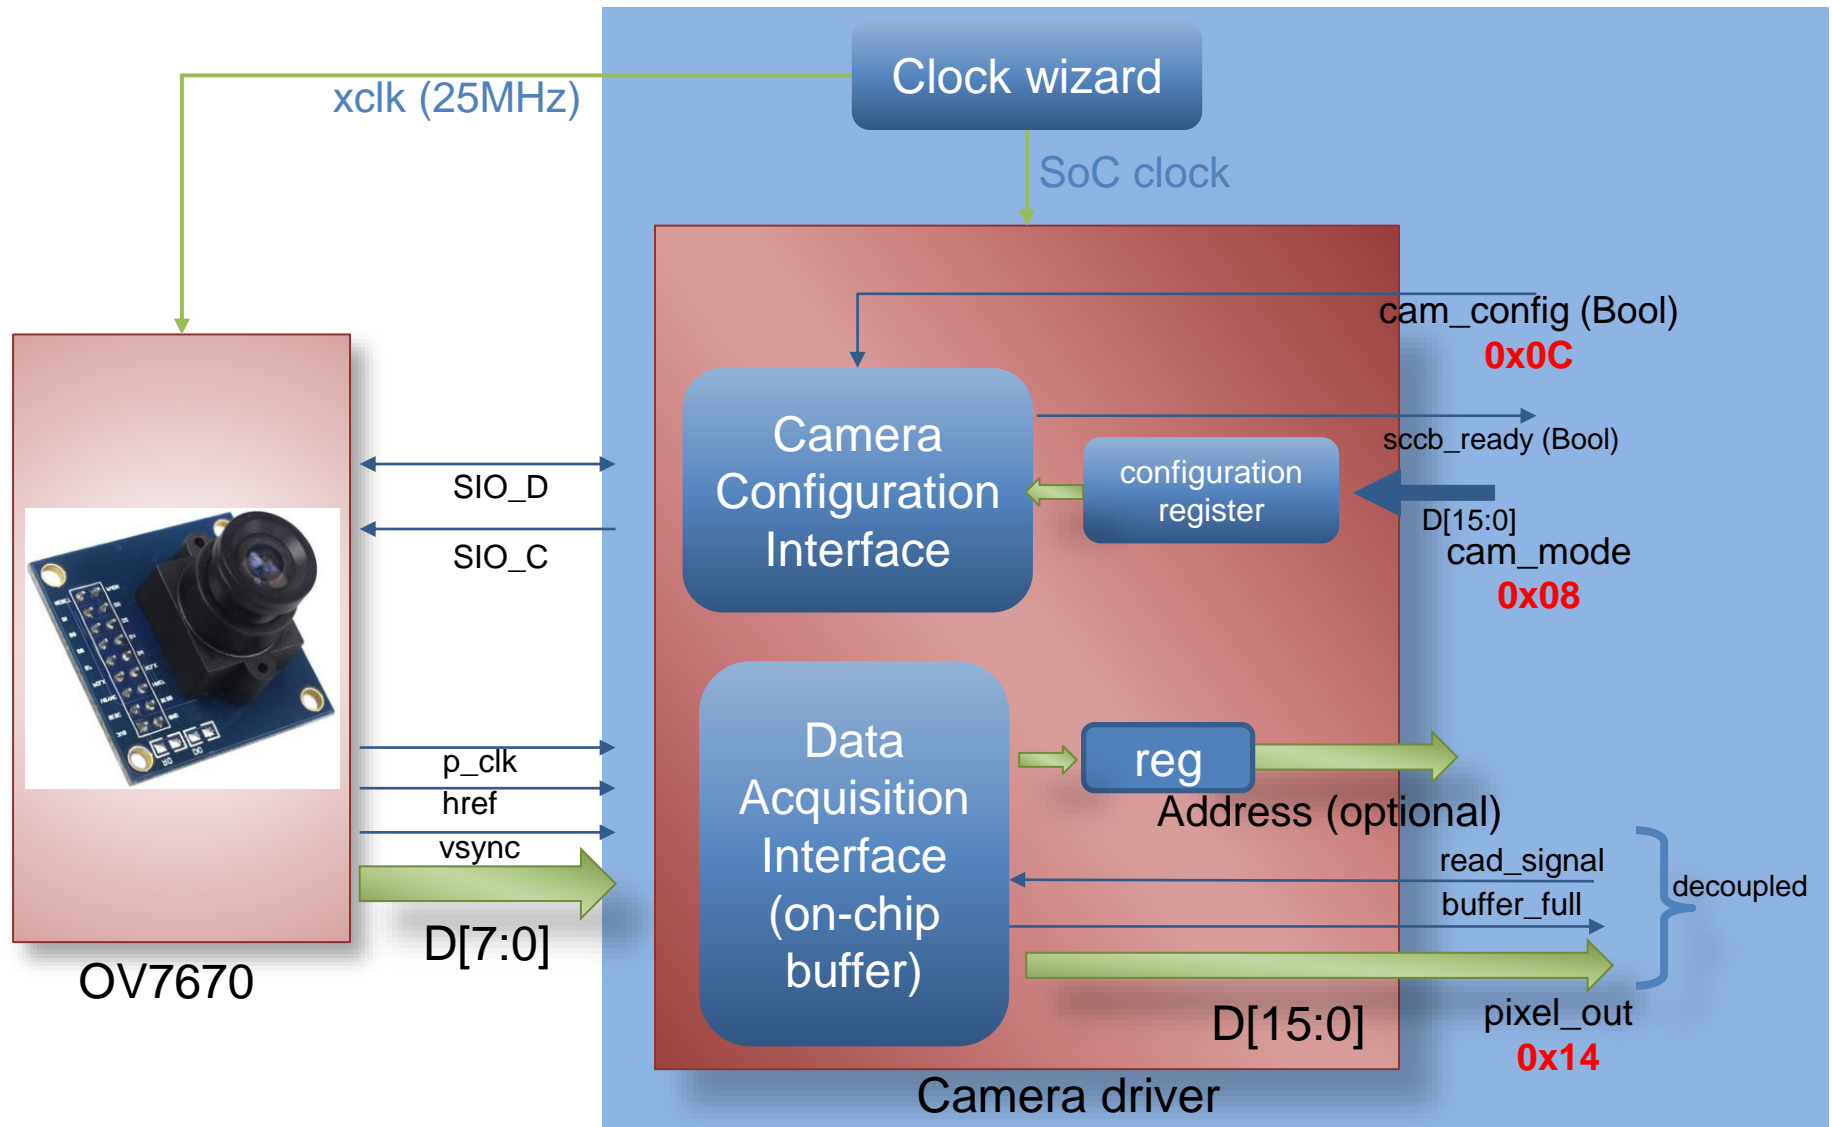 Clock wizard
xclk (25MHz)
SoC clock
cam_config (Bool)
0x0C
Camera
Configuration
Interface
sccb_ready (Bool)
configuration
register
D[15:0]
cam_mode
0x08
SIO_D
SIO_C
Data
Acquisition
Interface
(on-chip
buffer)
reg
Address (optional)
p_clk
href
vsync
D[7:0]
read_signal
buffer_full
decoupled
D[15:0]
pixel_out
0x14
OV7670
Camera driver